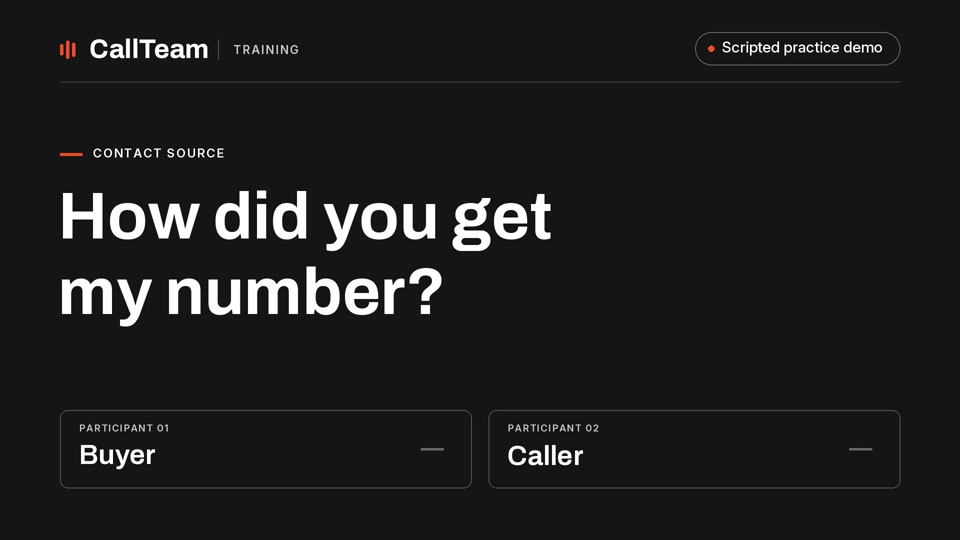 CallTeam
TRAINING
Scripted practice demo
CONTACT SOURCE
How did you get
my number?
PARTICIPANT 01
Buyer
PARTICIPANT 02
Caller